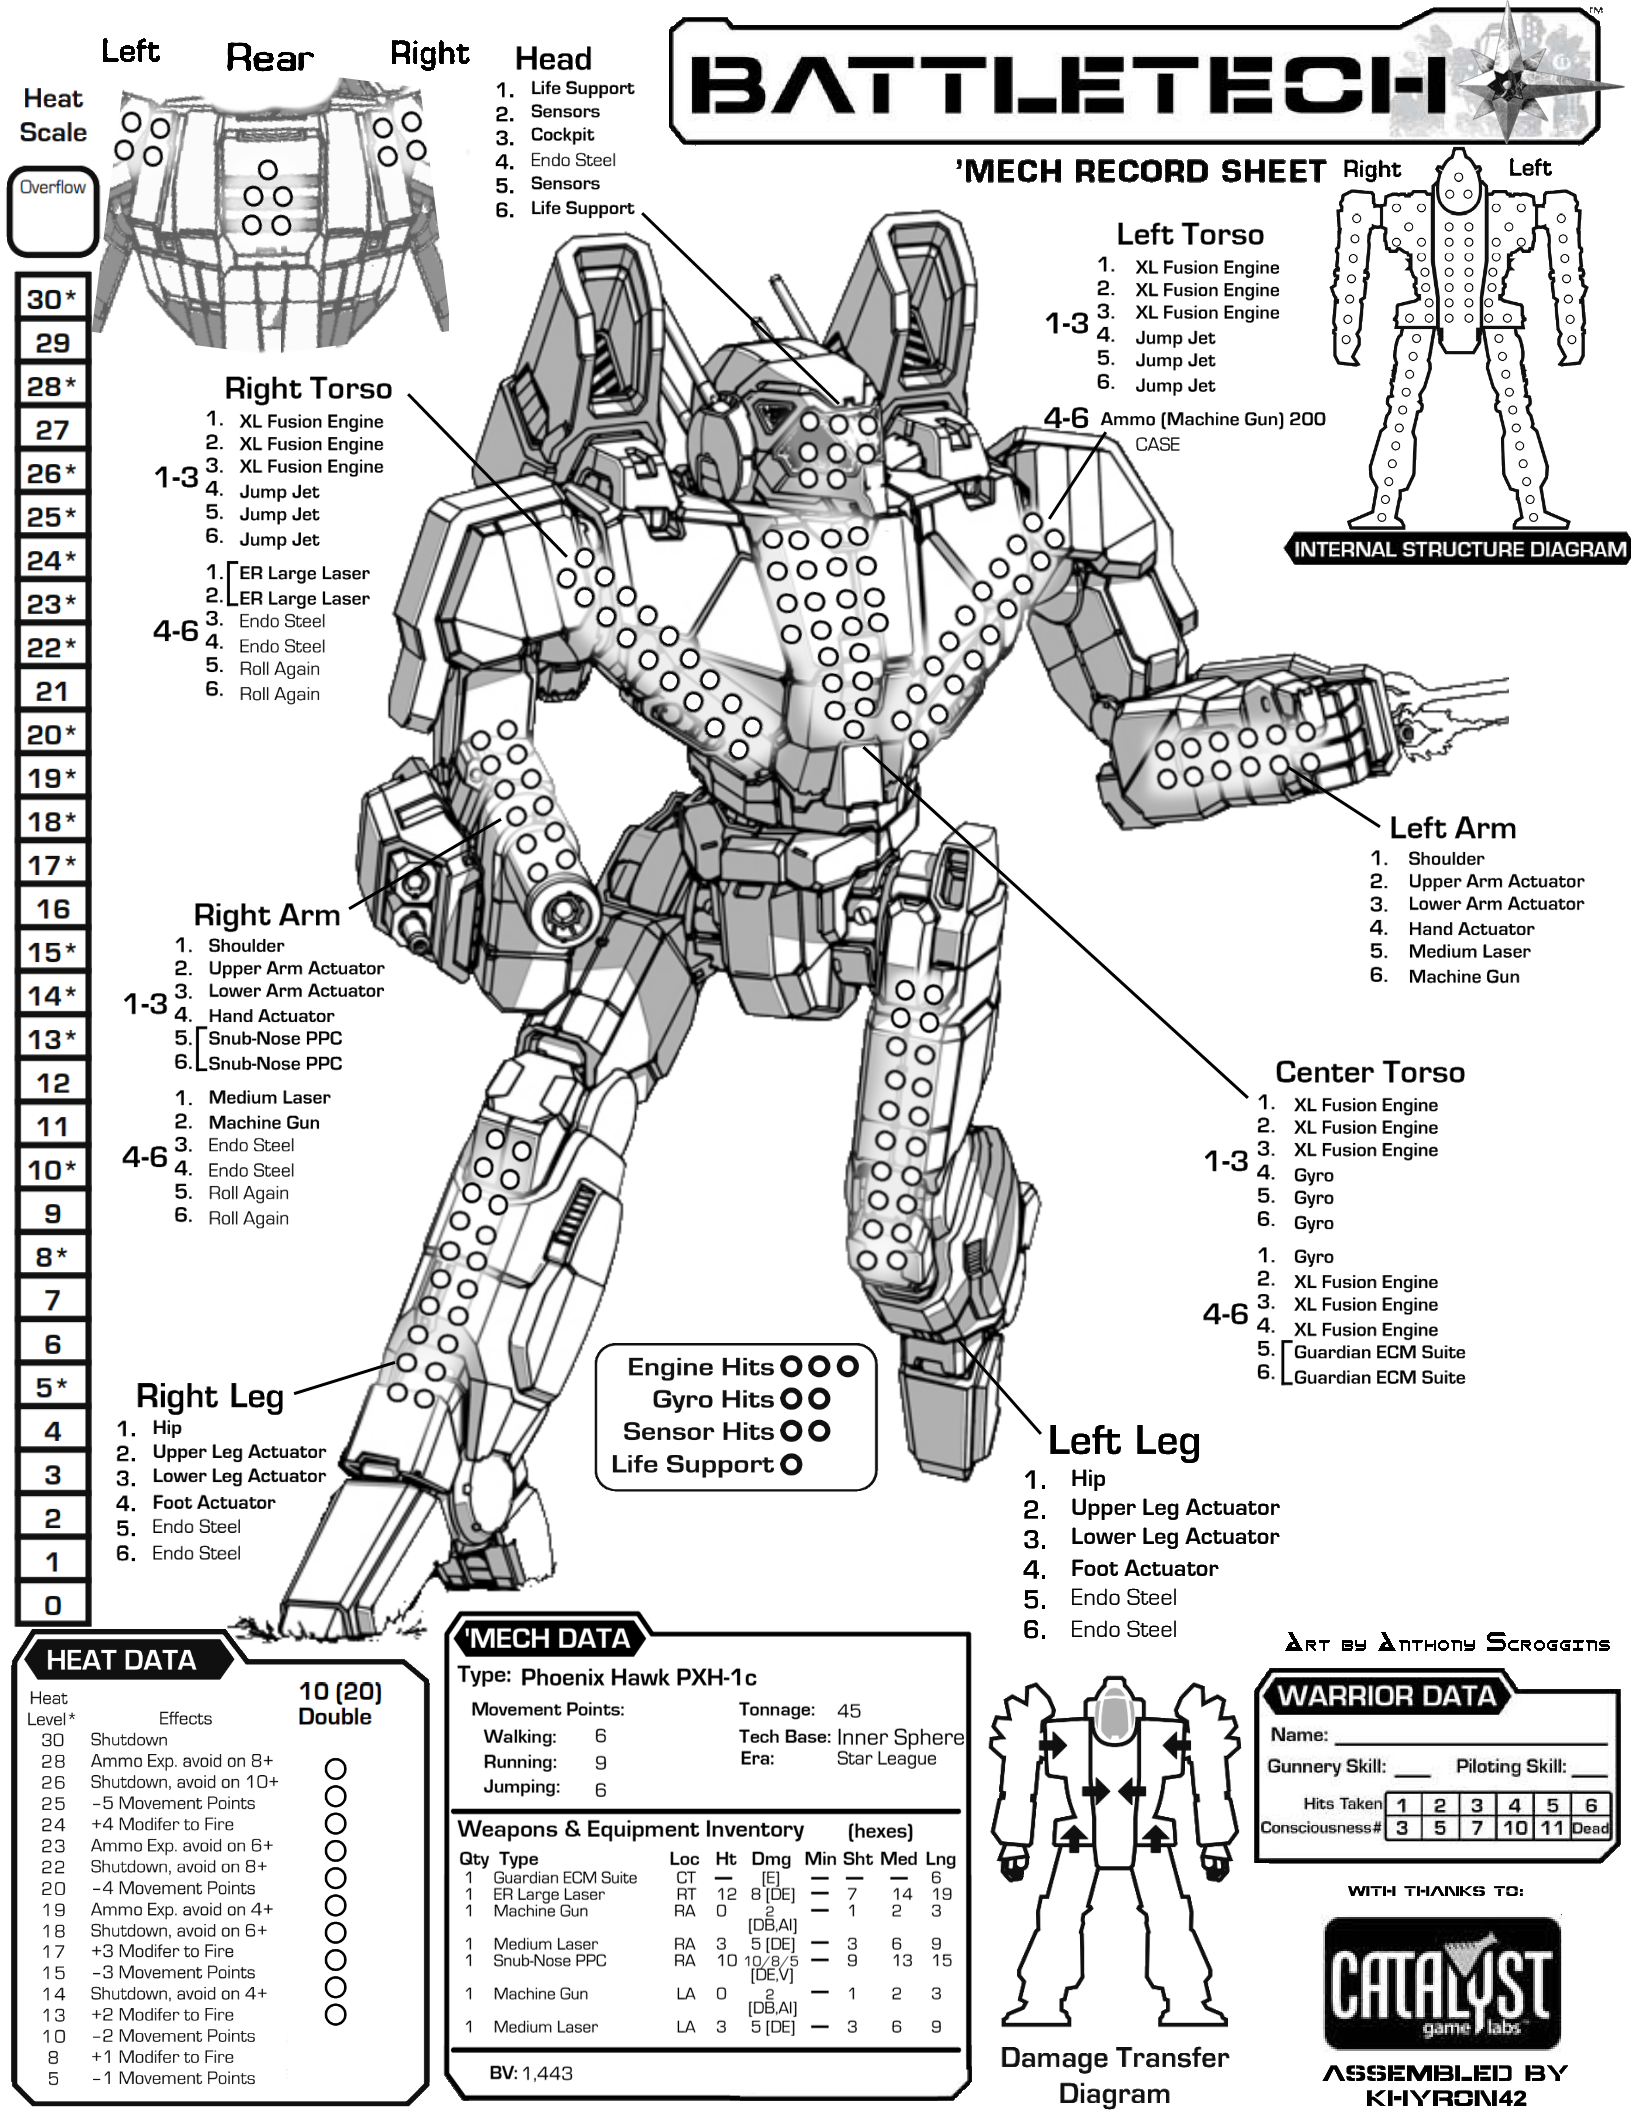 Left Rear Right
Heat
Scale
Overflow
30*
29
28*
27
26*
25*
24*
23*
22*
21
20*
19*
18*
17*
16
15*
14*
13*
12
11
10*
9
8*
7
6
5*
4
3
2
1
0
Head
1. Life Support
2. Sensors
3. Cockpit
4. Endo Steel
5. Sensors
6. Life Support
BATTLETECH
TM
'MECH RECORD SHEET
Right Left
INTERNAL STRUCTURE DIAGRAM
Left Torso
1-3
1. XL Fusion Engine
2. XL Fusion Engine
3. XL Fusion Engine
4. Jump Jet
5. Jump Jet
6. Jump Jet
4-6 Ammo (Machine Gun) 200
CASE
Right Torso
1-3
1. XL Fusion Engine
2. XL Fusion Engine
3. XL Fusion Engine
4. Jump Jet
5. Jump Jet
6. Jump Jet
4-6
1. ER Large Laser
2. ER Large Laser
3. Endo Steel
4. Endo Steel
5. Roll Again
6. Roll Again
Left Arm
1. Shoulder
2. Upper Arm Actuator
3. Lower Arm Actuator
4. Hand Actuator
5. Medium Laser
6. Machine Gun
Right Arm
1-3
1. Shoulder
2. Upper Arm Actuator
3. Lower Arm Actuator
4. Hand Actuator
5. Snub-Nose PPC
6. Snub-Nose PPC
4-6
1. Medium Laser
2. Machine Gun
3. Endo Steel
4. Endo Steel
5. Roll Again
6. Roll Again
Center Torso
1-3
1. XL Fusion Engine
2. XL Fusion Engine
3. XL Fusion Engine
4. Gyro
5. Gyro
6. Gyro
4-6
1. Gyro
2. XL Fusion Engine
3. XL Fusion Engine
4. XL Fusion Engine
5. Guardian ECM Suite
6. Guardian ECM Suite
Engine Hits
Gyro Hits
Sensor Hits
Life Support
Right Leg
1. Hip
2. Upper Leg Actuator
3. Lower Leg Actuator
4. Foot Actuator
5. Endo Steel
6. Endo Steel
Left Leg
1. Hip
2. Upper Leg Actuator
3. Lower Leg Actuator
4. Foot Actuator
5. Endo Steel
6. Endo Steel
HEAT DATA
10 (20)
Double
Heat
Level* Effects
30 Shutdown
28 Ammo Exp. avoid on 8+
26 Shutdown, avoid on 10+
25 -5 Movement Points
24 +4 Modifer to Fire
23 Ammo Exp. avoid on 6+
22 Shutdown, avoid on 8+
20 -4 Movement Points
19 Ammo Exp. avoid on 4+
18 Shutdown, avoid on 6+
17 +3 Modifer to Fire
15 -3 Movement Points
14 Shutdown, avoid on 4+
13 +2 Modifer to Fire
10 -2 Movement Points
8 +1 Modifer to Fire
5 -1 Movement Points
'MECH DATA
Type: Phoenix Hawk PXH-1c
Movement Points: Tonnage: 45
Walking: 6 Tech Base: Inner Sphere
Running: 9 Era: Star League
Jumping: 6
Weapons & Equipment Inventory (hexes)
Qty Type Loc Ht Dmg Min Sht Med Lng
1 Guardian ECM Suite CT — [E] — — — 6
1 ER Large Laser RT 12 8 [DE] — 7 14 19
1 Machine Gun RA 0 2 — 1 2 3
[DB,AI]
1 Medium Laser RA 3 5 [DE] — 3 6 9
1 Snub-Nose PPC RA 10 10/8/5 — 9 13 15
[DE,V]
1 Machine Gun LA 0 2 — 1 2 3
[DB,AI]
1 Medium Laser LA 3 5 [DE] — 3 6 9
BV: 1,443
Damage Transfer
Diagram
Art by Anthony Scroggins
WARRIOR DATA
Name:
Gunnery Skill: Piloting Skill:
Hits Taken 1 2 3 4 5 6
Consciousness# 3 5 7 10 11 Dead
WITH THANKS TO:
CATALYST
game labs
ASSEMBLED BY
KHYRON42